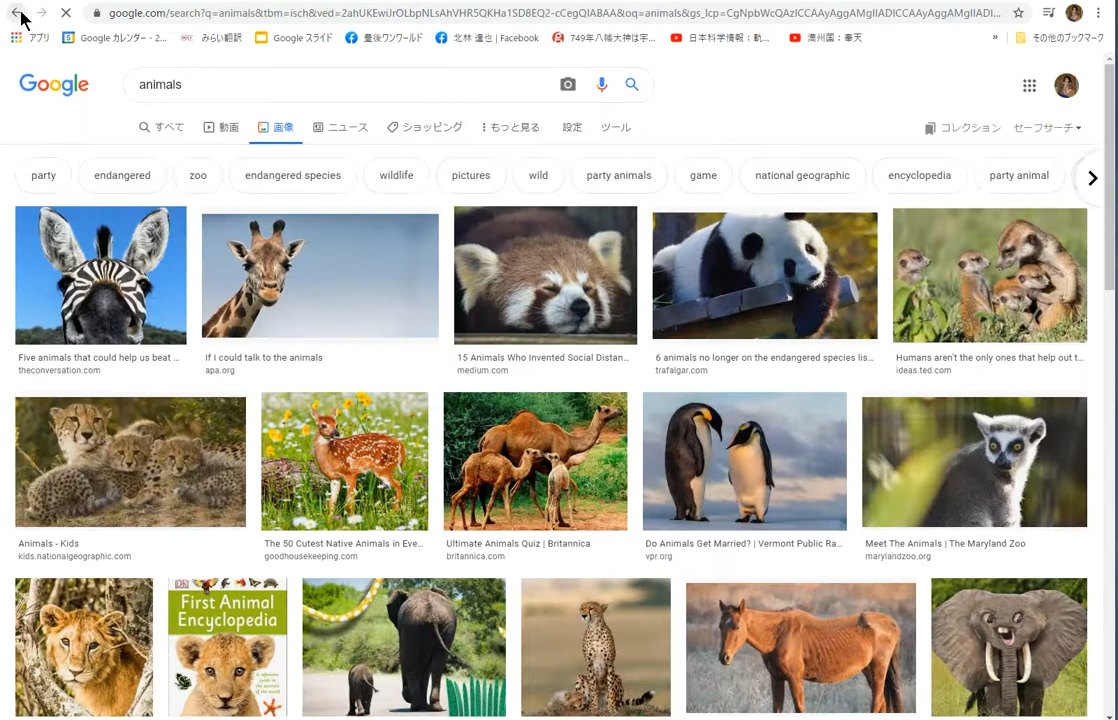 google.com/search?q=animals&tbm=isch&ved=2ahUKEwiJrOLbpNLsAhVHR5QKHa1SD8EQ2-cCegQIABAA&oq=animals&gs_lcp=CgNpbWcQAzICCAAyAggAMgIIADICCAAyAggAMgIIADIC...
アプリ Google カレンダー - 2... みらい翻訳 Google スライド 豊後ワンワールド 北林 達也 | Facebook 749年八幡大神は宇... 日本科学情報：軌... 満州国：奉天 » その他のブックマーク
Google animals
すべて 動画 画像 ニュース ショッピング もっと見る 設定 ツール コレクション セーフサーチ
party endangered zoo endangered species wildlife pictures wild party animals game national geographic encyclopedia party animal
Five animals that could help us beat ... If I could talk to the animals 15 Animals Who Invented Social Distan... 6 animals no longer on the endangered species lis... Humans aren't the only ones that help out t...
theconversation.com apa.org medium.com trafalgar.com ideas.ted.com
Animals - Kids The 50 Cutest Native Animals in Eve... Ultimate Animals Quiz | Britannica Do Animals Get Married? | Vermont Public Ra... Meet The Animals | The Maryland Zoo
kids.nationalgeographic.com goodhousekeeping.com britannica.com vpr.org marylandzoo.org
DK
First Animal
Encyclopedia